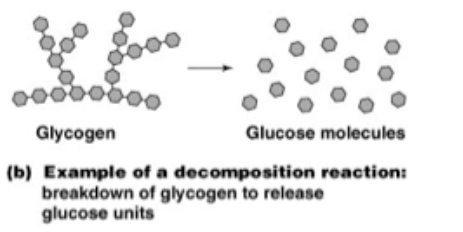 Glycogen
Glucose molecules
(b) Example of a decomposition reaction:
breakdown of glycogen to release
glucose units